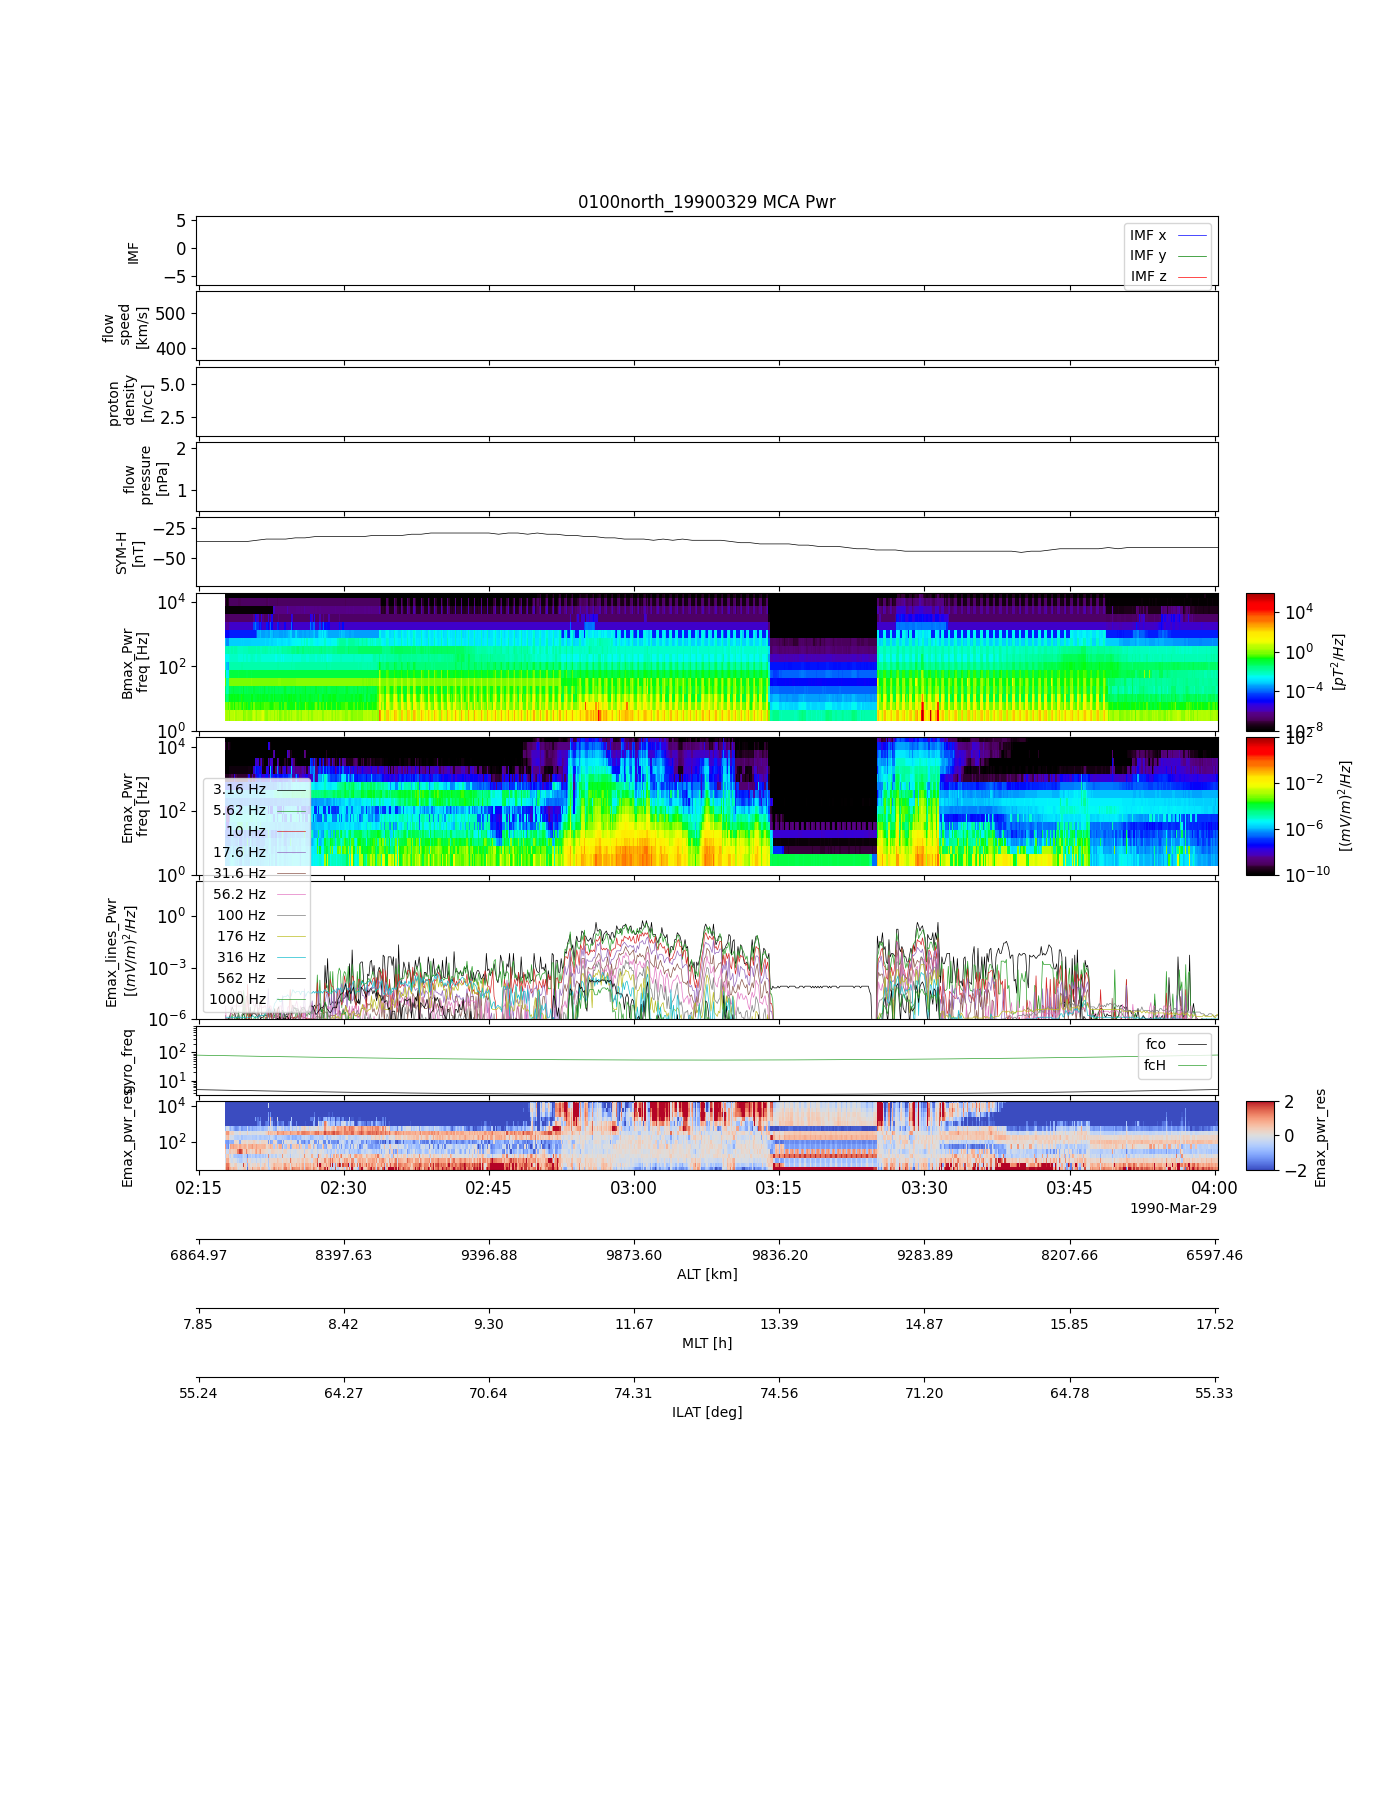 0100north_19900329 MCA Pwr
5
0
−5
IMF
IMF x
IMF y
IMF z
500
400
flow
speed
[km/s]
5.0
2.5
proton
density
[n/cc]
2
1
flow
pressure
[nPa]
−25
−50
SYM-H
[nT]
10^4
10^2
10^0
Bmax_Pwr
freq [Hz]
10^4
10^0
10^−4
10^−8
[pT^2/Hz]
10^4
10^2
10^0
Emax_Pwr
freq [Hz]
10^2
10^−2
10^−6
10^−10
[(mV/m)^2/Hz]
3.16 Hz
5.62 Hz
10 Hz
17.6 Hz
31.6 Hz
56.2 Hz
100 Hz
176 Hz
316 Hz
562 Hz
1000 Hz
10^0
10^−3
10^−6
Emax_lines_Pwr
[(mV/m)^2/Hz]
10^2
10^1
gyro_freq
fco
fcH
10^4
10^2
Emax_pwr_res
2
0
−2
Emax_pwr_res
02:15 02:30 02:45 03:00 03:15 03:30 03:45 04:00
1990-Mar-29
6864.97 8397.63 9396.88 9873.60 9836.20 9283.89 8207.66 6597.46
ALT [km]
7.85 8.42 9.30 11.67 13.39 14.87 15.85 17.52
MLT [h]
55.24 64.27 70.64 74.31 74.56 71.20 64.78 55.33
ILAT [deg]